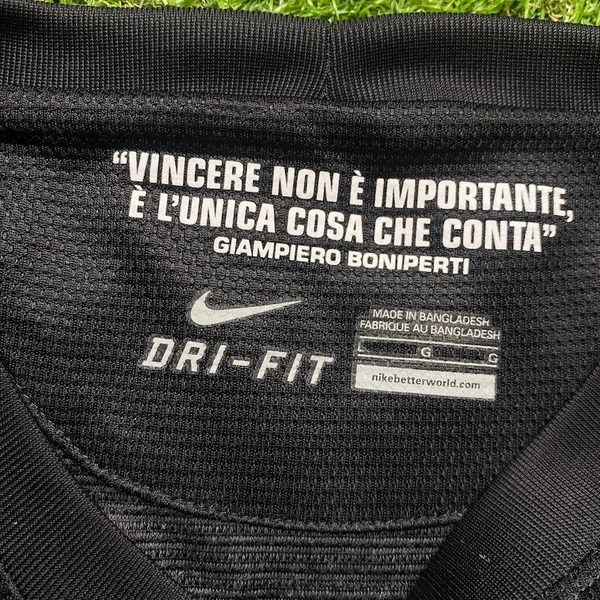 “VINCERE NON È IMPORTANTE,
È L’UNICA COSA CHE CONTA”
GIAMPIERO BONIPERTI
DRI-FIT
MADE IN BANGLADESH
FABRIQUE AU BANGLADESH
L G G
nikebetterworld.com